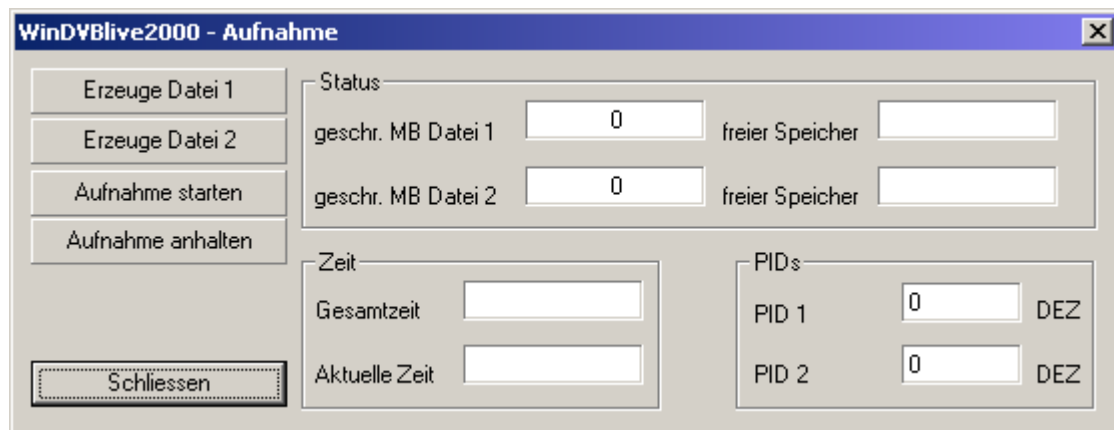 WinDVBlive2000 - Aufnahme
Erzeuge Datei 1
Erzeuge Datei 2
Aufnahme starten
Aufnahme anhalten
Schliessen
Status
geschr. MB Datei 1 0 freier Speicher
geschr. MB Datei 2 0 freier Speicher
Zeit
Gesamtzeit
Aktuelle Zeit
PIDs
PID 1 0 DEZ
PID 2 0 DEZ